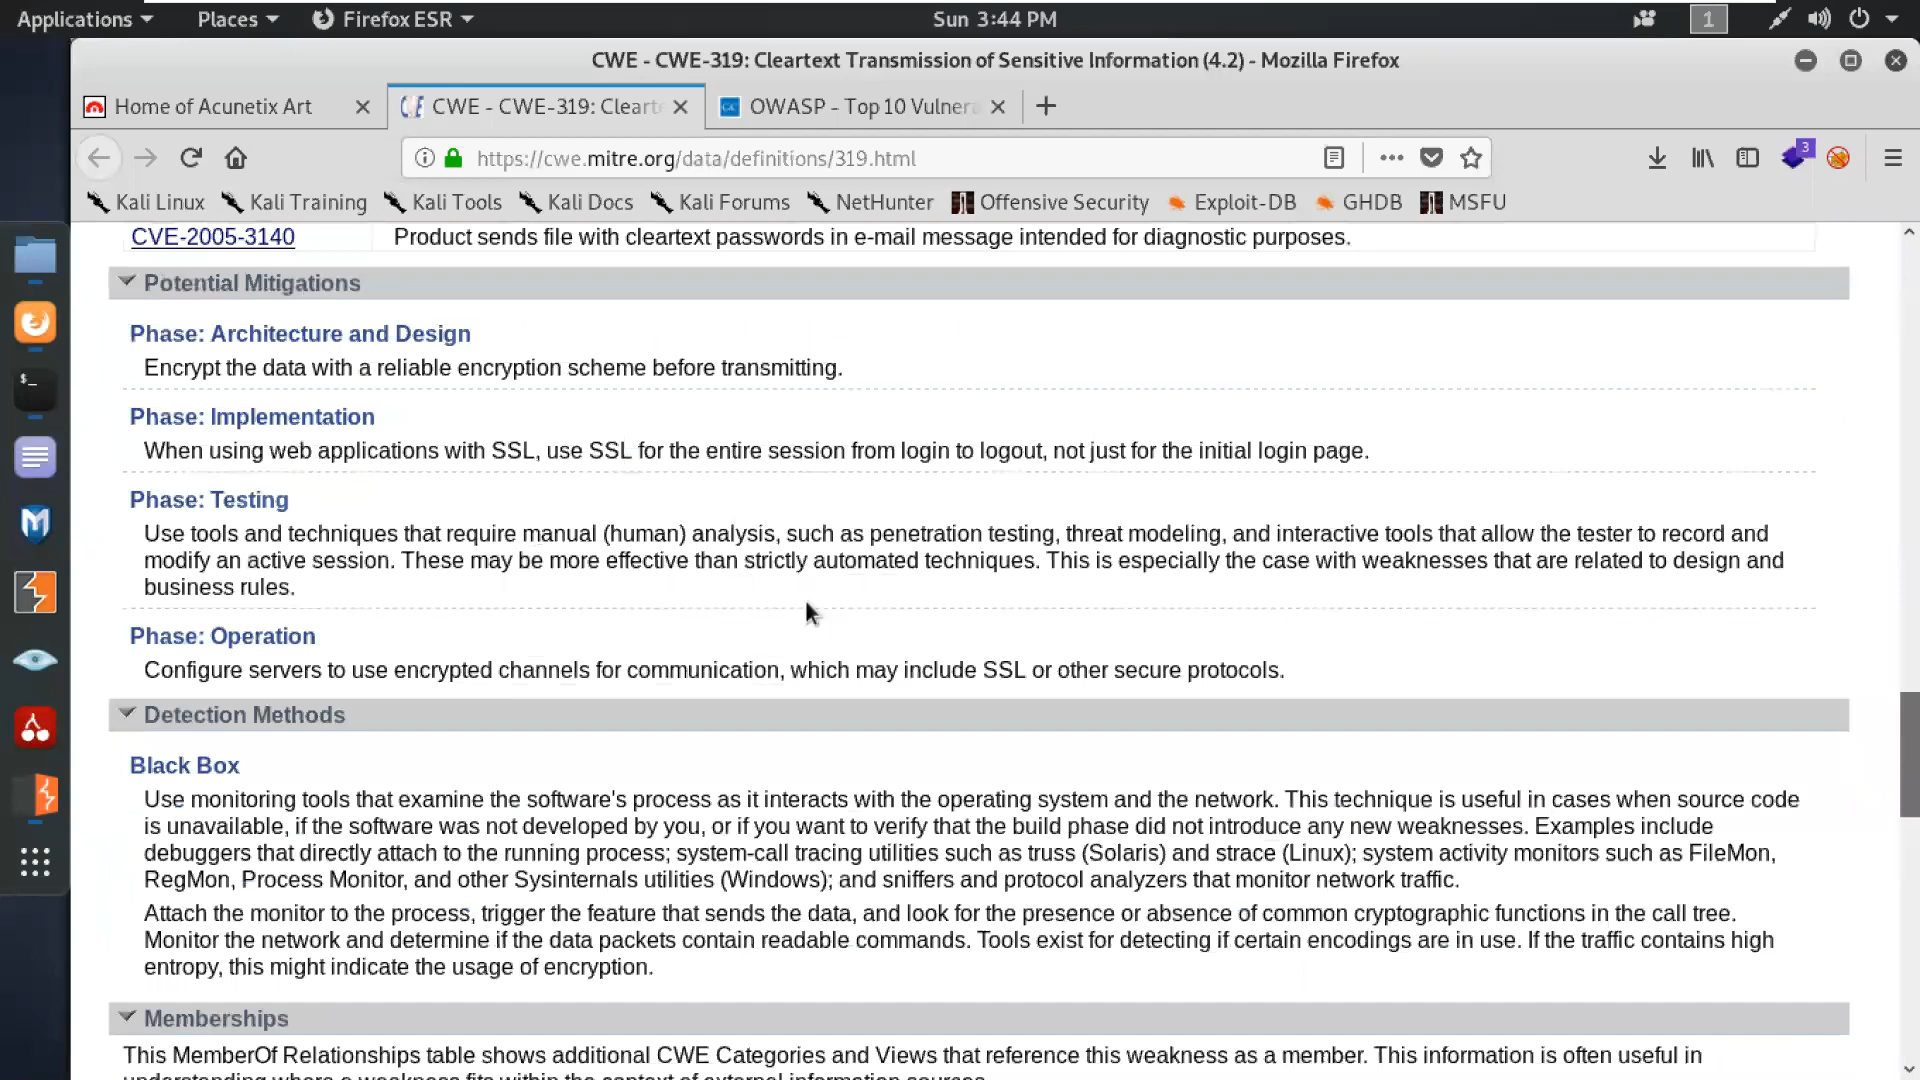 Applications
Places
Firefox ESR
Sun 3:44 PM
1
CWE - CWE-319: Cleartext Transmission of Sensitive Information (4.2) - Mozilla Firefox
Home of Acunetix Art
CWE - CWE-319: Clearte
OWASP - Top 10 Vulnera
https://cwe.mitre.org/data/definitions/319.html
3
Kali Linux
Kali Training
Kali Tools
Kali Docs
Kali Forums
NetHunter
Offensive Security
Exploit-DB
GHDB
MSFU
CVE-2005-3140
Product sends file with cleartext passwords in e-mail message intended for diagnostic purposes.
Potential Mitigations
Phase: Architecture and Design
Encrypt the data with a reliable encryption scheme before transmitting.
Phase: Implementation
When using web applications with SSL, use SSL for the entire session from login to logout, not just for the initial login page.
Phase: Testing
Use tools and techniques that require manual (human) analysis, such as penetration testing, threat modeling, and interactive tools that allow the tester to record and
modify an active session. These may be more effective than strictly automated techniques. This is especially the case with weaknesses that are related to design and
business rules.
Phase: Operation
Configure servers to use encrypted channels for communication, which may include SSL or other secure protocols.
Detection Methods
Black Box
Use monitoring tools that examine the software's process as it interacts with the operating system and the network. This technique is useful in cases when source code
is unavailable, if the software was not developed by you, or if you want to verify that the build phase did not introduce any new weaknesses. Examples include
debuggers that directly attach to the running process; system-call tracing utilities such as truss (Solaris) and strace (Linux); system activity monitors such as FileMon,
RegMon, Process Monitor, and other Sysinternals utilities (Windows); and sniffers and protocol analyzers that monitor network traffic.
Attach the monitor to the process, trigger the feature that sends the data, and look for the presence or absence of common cryptographic functions in the call tree.
Monitor the network and determine if the data packets contain readable commands. Tools exist for detecting if certain encodings are in use. If the traffic contains high
entropy, this might indicate the usage of encryption.
Memberships
This MemberOf Relationships table shows additional CWE Categories and Views that reference this weakness as a member. This information is often useful in
understanding where a weakness fits within the context of external information sources.